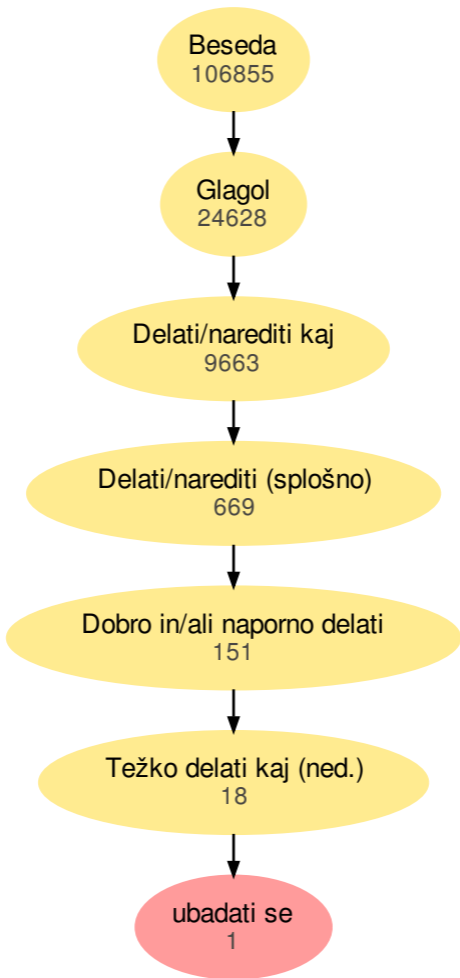 Beseda
106855
Glagol
24628
Delati/narediti kaj
9663
Delati/narediti (splošno)
669
Dobro in/ali naporno delati
151
Težko delati kaj (ned.)
18
ubadati se
1